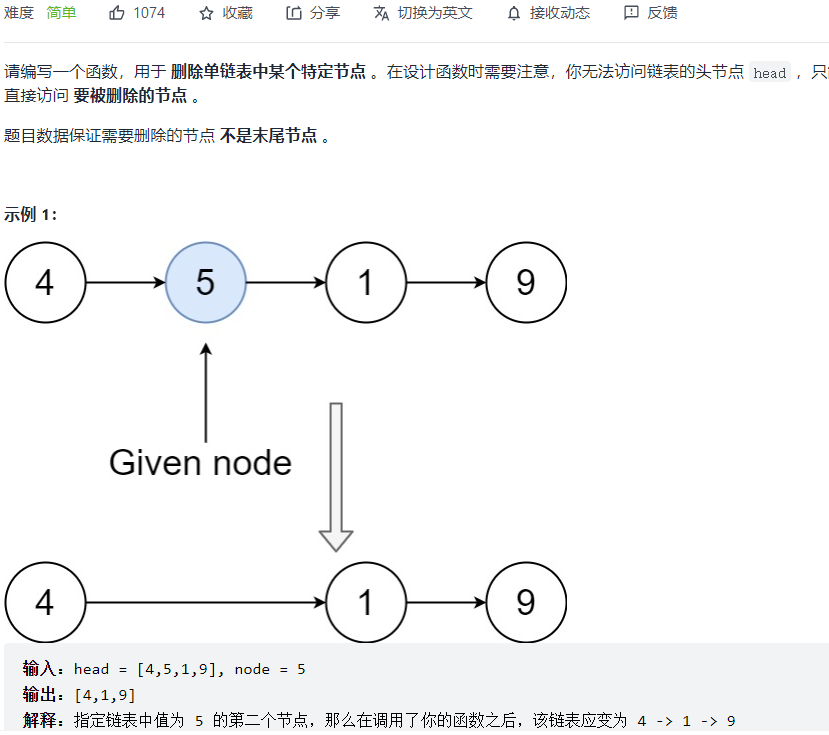 难度 简单 1074 收藏 分享 切换为英文 接收动态 反馈
请编写一个函数，用于 删除单链表中某个特定节点 。在设计函数时需要注意，你无法访问链表的头节点 head ，只
直接访问 要被删除的节点 。
题目数据保证需要删除的节点 不是末尾节点 。
示例 1：
4 5 1 9
Given node
4 1 9
输入：head = [4,5,1,9], node = 5
输出：[4,1,9]
解释：指定链表中值为 5 的第二个节点，那么在调用了你的函数之后，该链表应变为 4 -> 1 -> 9